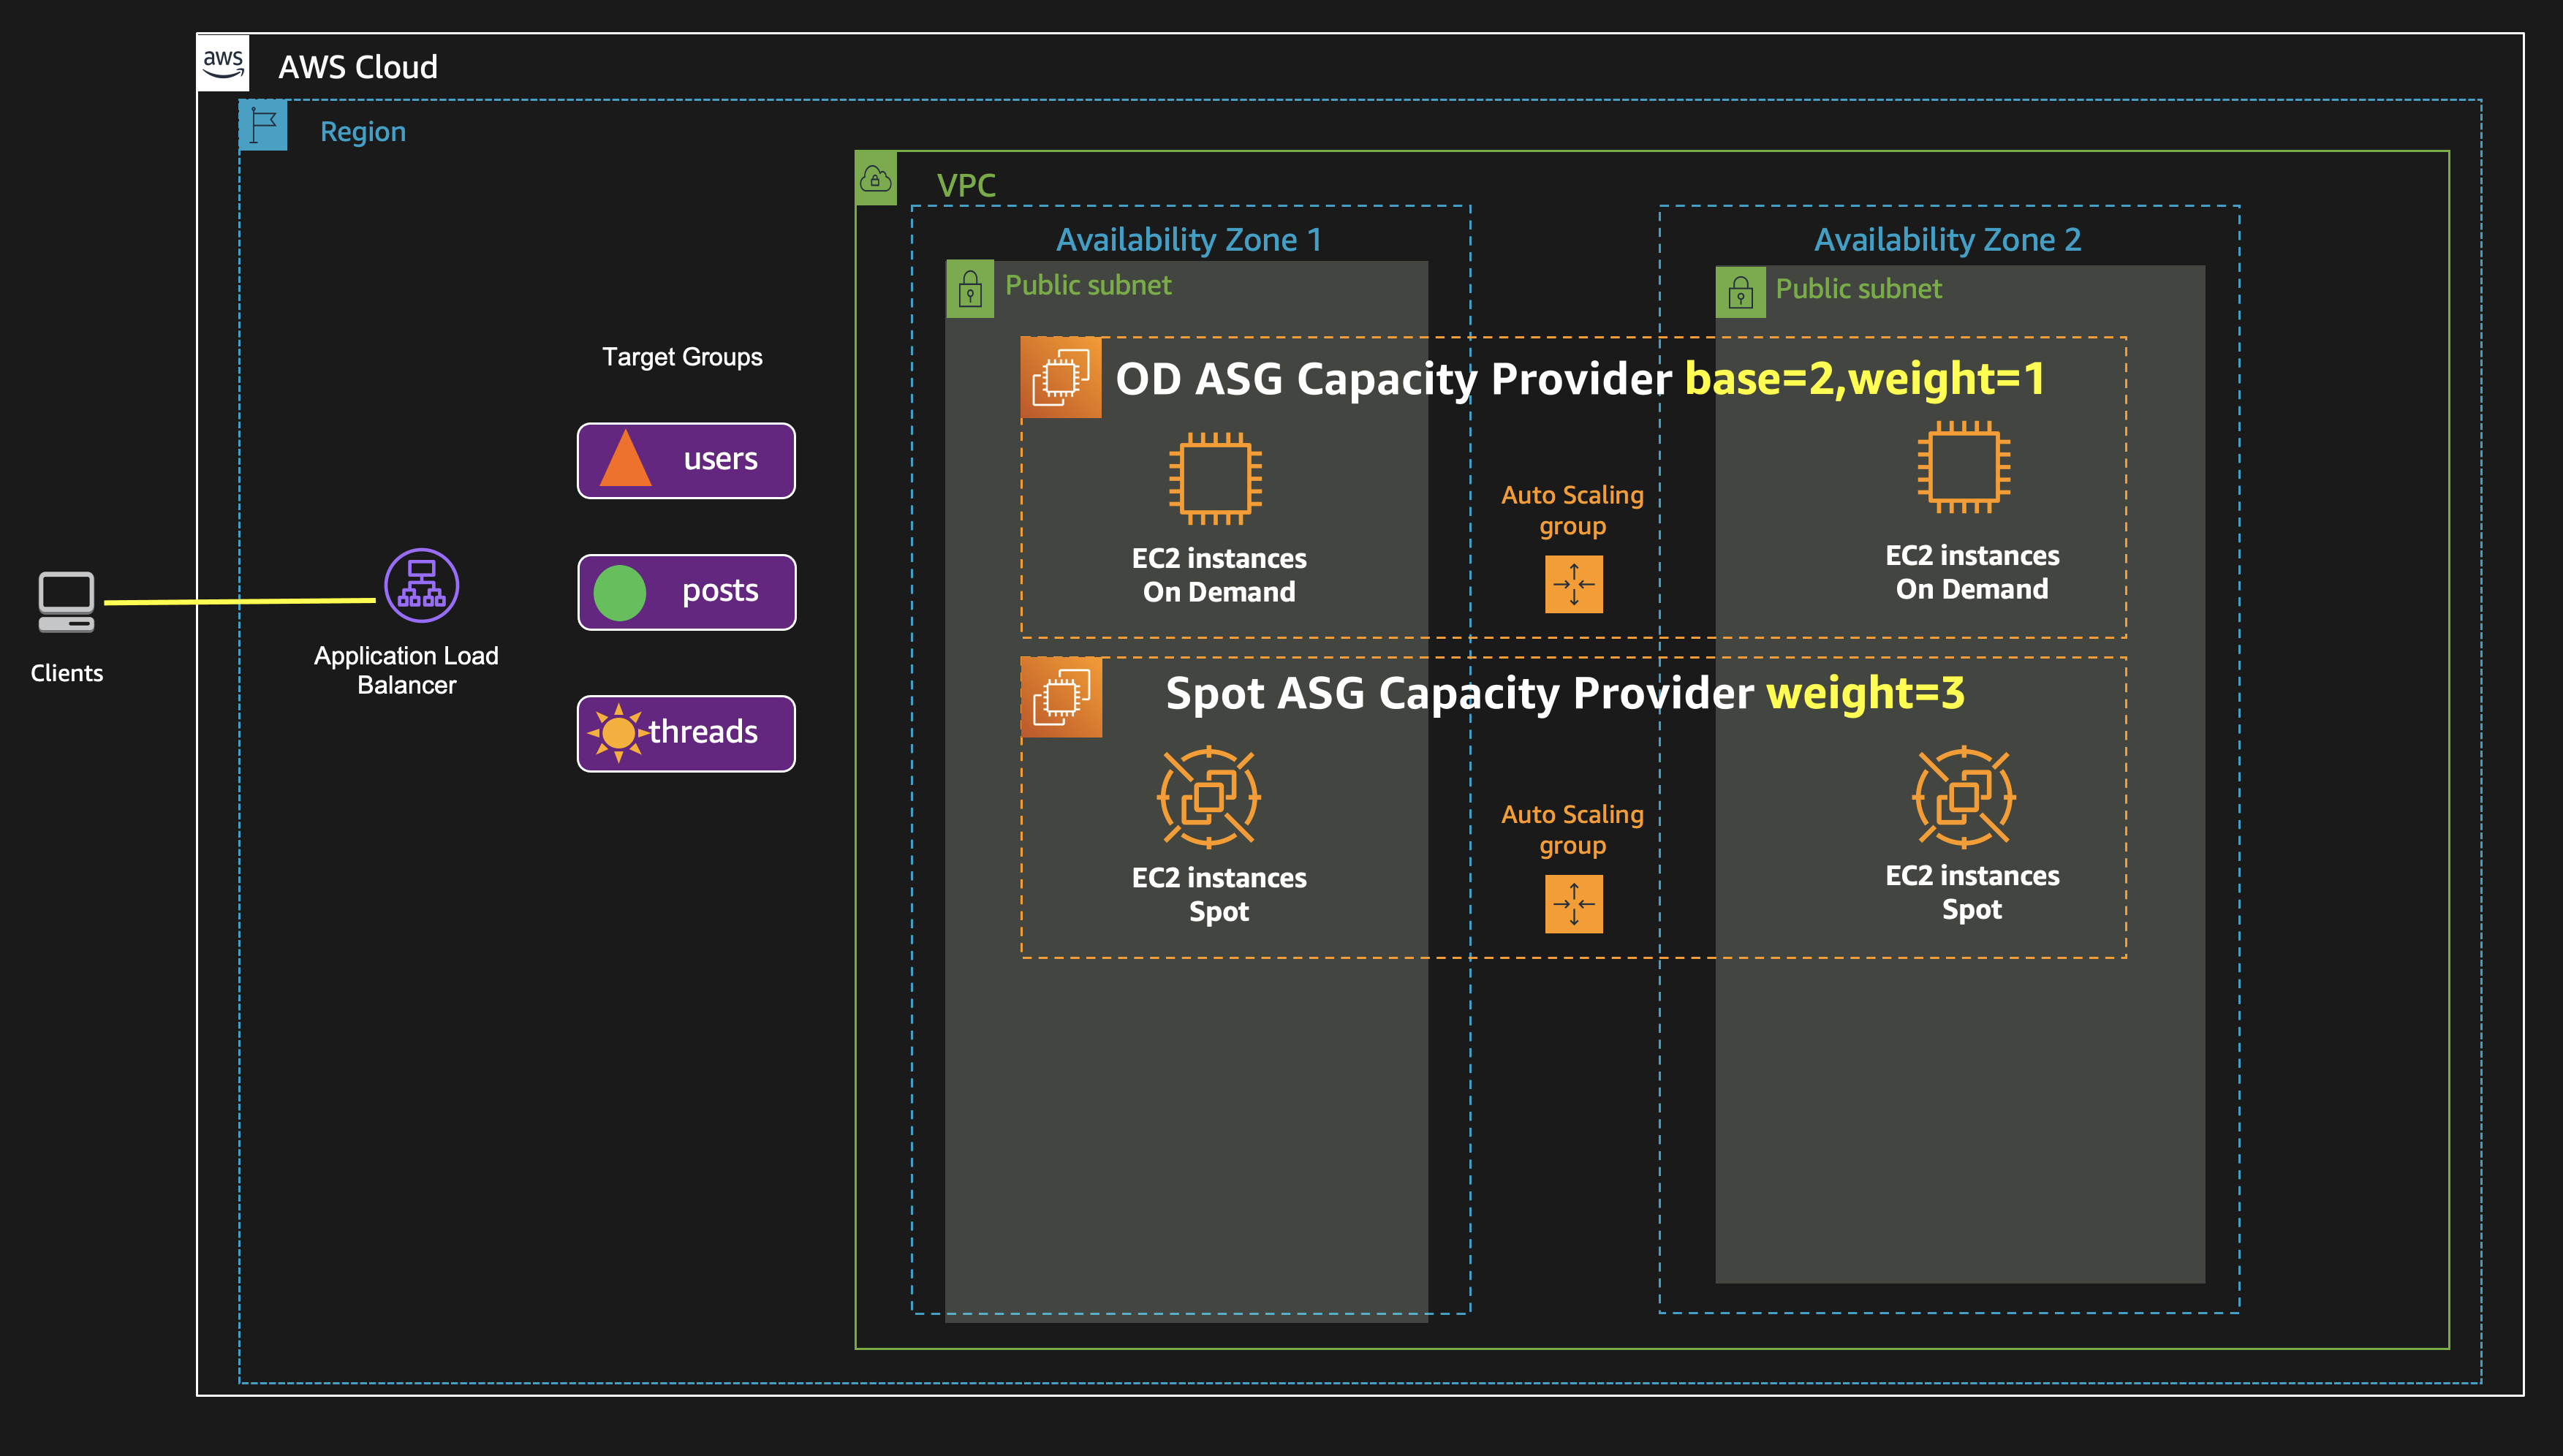 aws
AWS Cloud
Region
VPC
Availability Zone 1
Availability Zone 2
Public subnet
Public subnet
Target Groups
OD ASG Capacity Provider base=2,weight=1
users
Auto Scaling
group
EC2 instances
On Demand
EC2 instances
On Demand
posts
Clients
Application Load
Balancer
Spot ASG Capacity Provider weight=3
threads
Auto Scaling
group
EC2 instances
Spot
EC2 instances
Spot